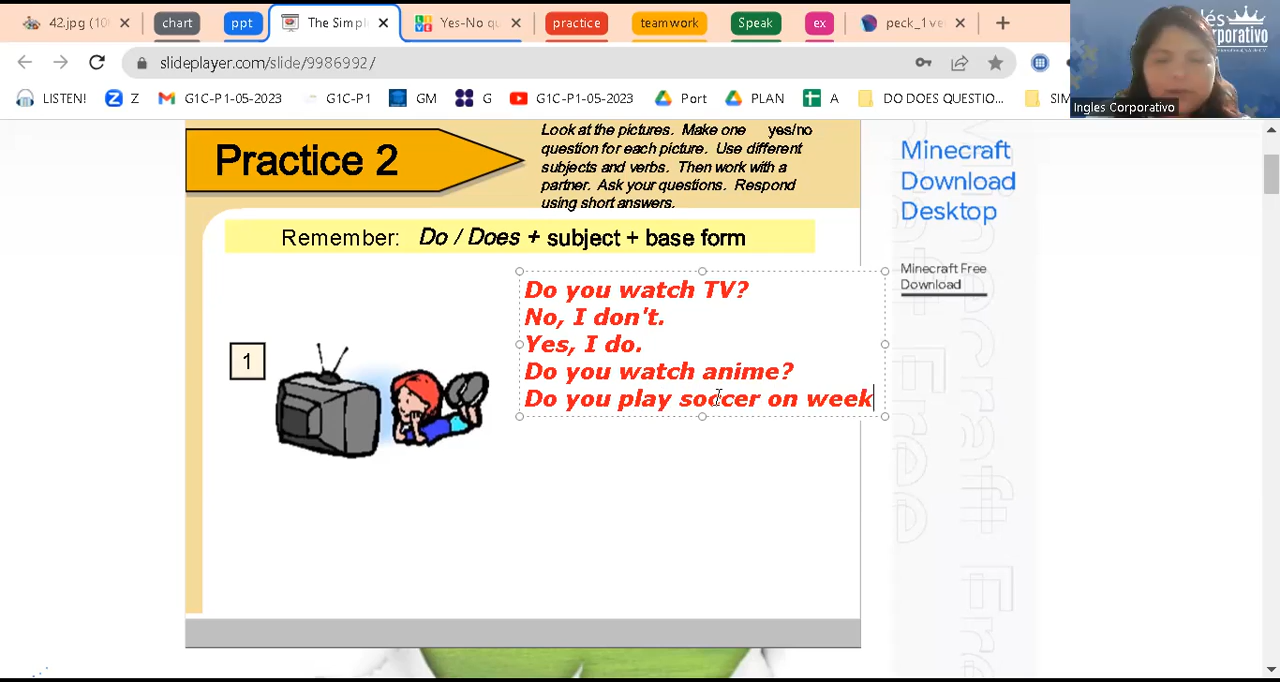 42.jpg (10
chart
ppt
The Simpl
Yes-No qu
practice
teamwork
Speak
ex
peck_1 ve
slideplayer.com/slide/9986992/
LISTEN!
Z
G1C-P1-05-2023
G1C-P1
GM
G
G1C-P1-05-2023
Port
PLAN
A
DO DOES QUESTIO...
SIM
Ingles Corporativo
Practice 2
Look at the pictures. Make one yes/no
question for each picture. Use different
subjects and verbs. Then work with a
partner. Ask your questions. Respond
using short answers.
Remember: Do / Does + subject + base form
1
Do you watch TV?
No, I don't.
Yes, I do.
Do you watch anime?
Do you play soccer on week
Minecraft
Download
Desktop
Minecraft Free
Download